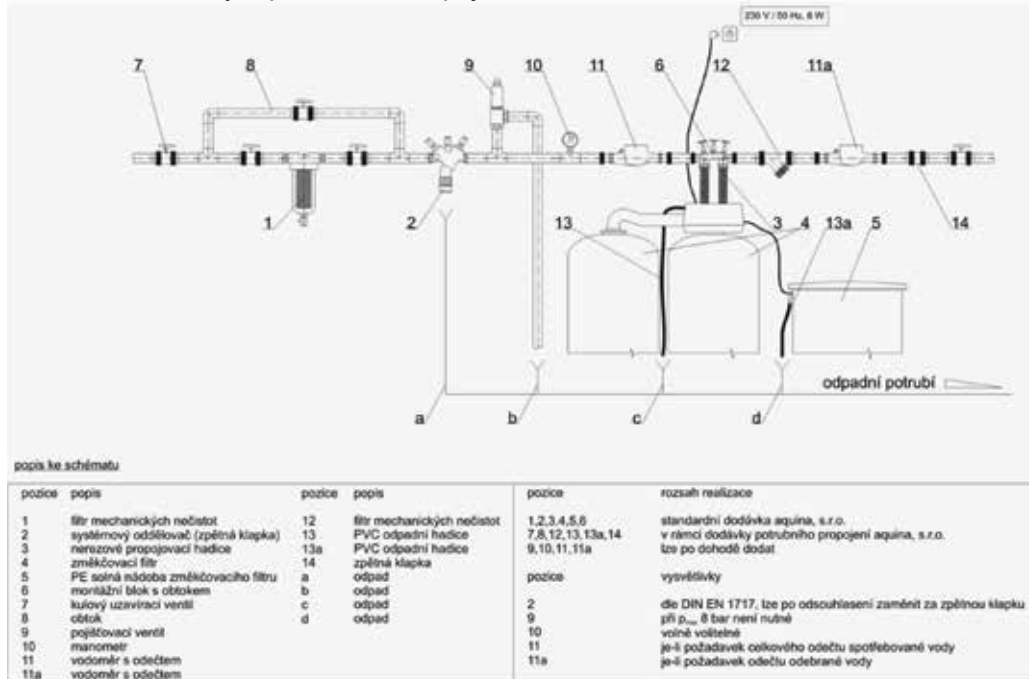 230 V / 50 Hz, 6 W
7 8 9 10 11 6 12 11a
1 2 13 3 4 13a 5 14
odpadní potrubí
a b c d
popis ke schématu
pozice popis pozice popis pozice rozsah realizace
1 filtr mechanických nečistot 12 filtr mechanických nečistot 1,2,3,4,5,6 standardní dodávka aquina, s.r.o.
2 systémový oddělovač (zpětná klapka) 13 PVC odpadní hadice 7,8,12,13,13a,14 v rámci dodávky potrubního propojení aquina, s.r.o.
3 nerezové propojovací hadice 13a PVC odpadní hadice 9,10,11,11a lze po dohodě dodat
4 změkčovací filtr 14 zpětná klapka
5 PE solná nádoba změkčovacího filtru a odpad pozice vysvětlivky
6 montážní blok s obtokem b odpad
7 kulový uzavírací ventil c odpad 2 dle DIN EN 1717, lze po odsouhlasení zaměnit za zpětnou klapku
8 obtok d odpad 9 při p 8 bar není nutné
9 pojišťovací ventil 10 volně volitelné
10 manometr 11 je-li požadavek celkového odečtu spotřebované vody
11 vodoměr s odečtem 11a je-li požadavek odečtu odebrané vody
11a vodoměr s odečtem